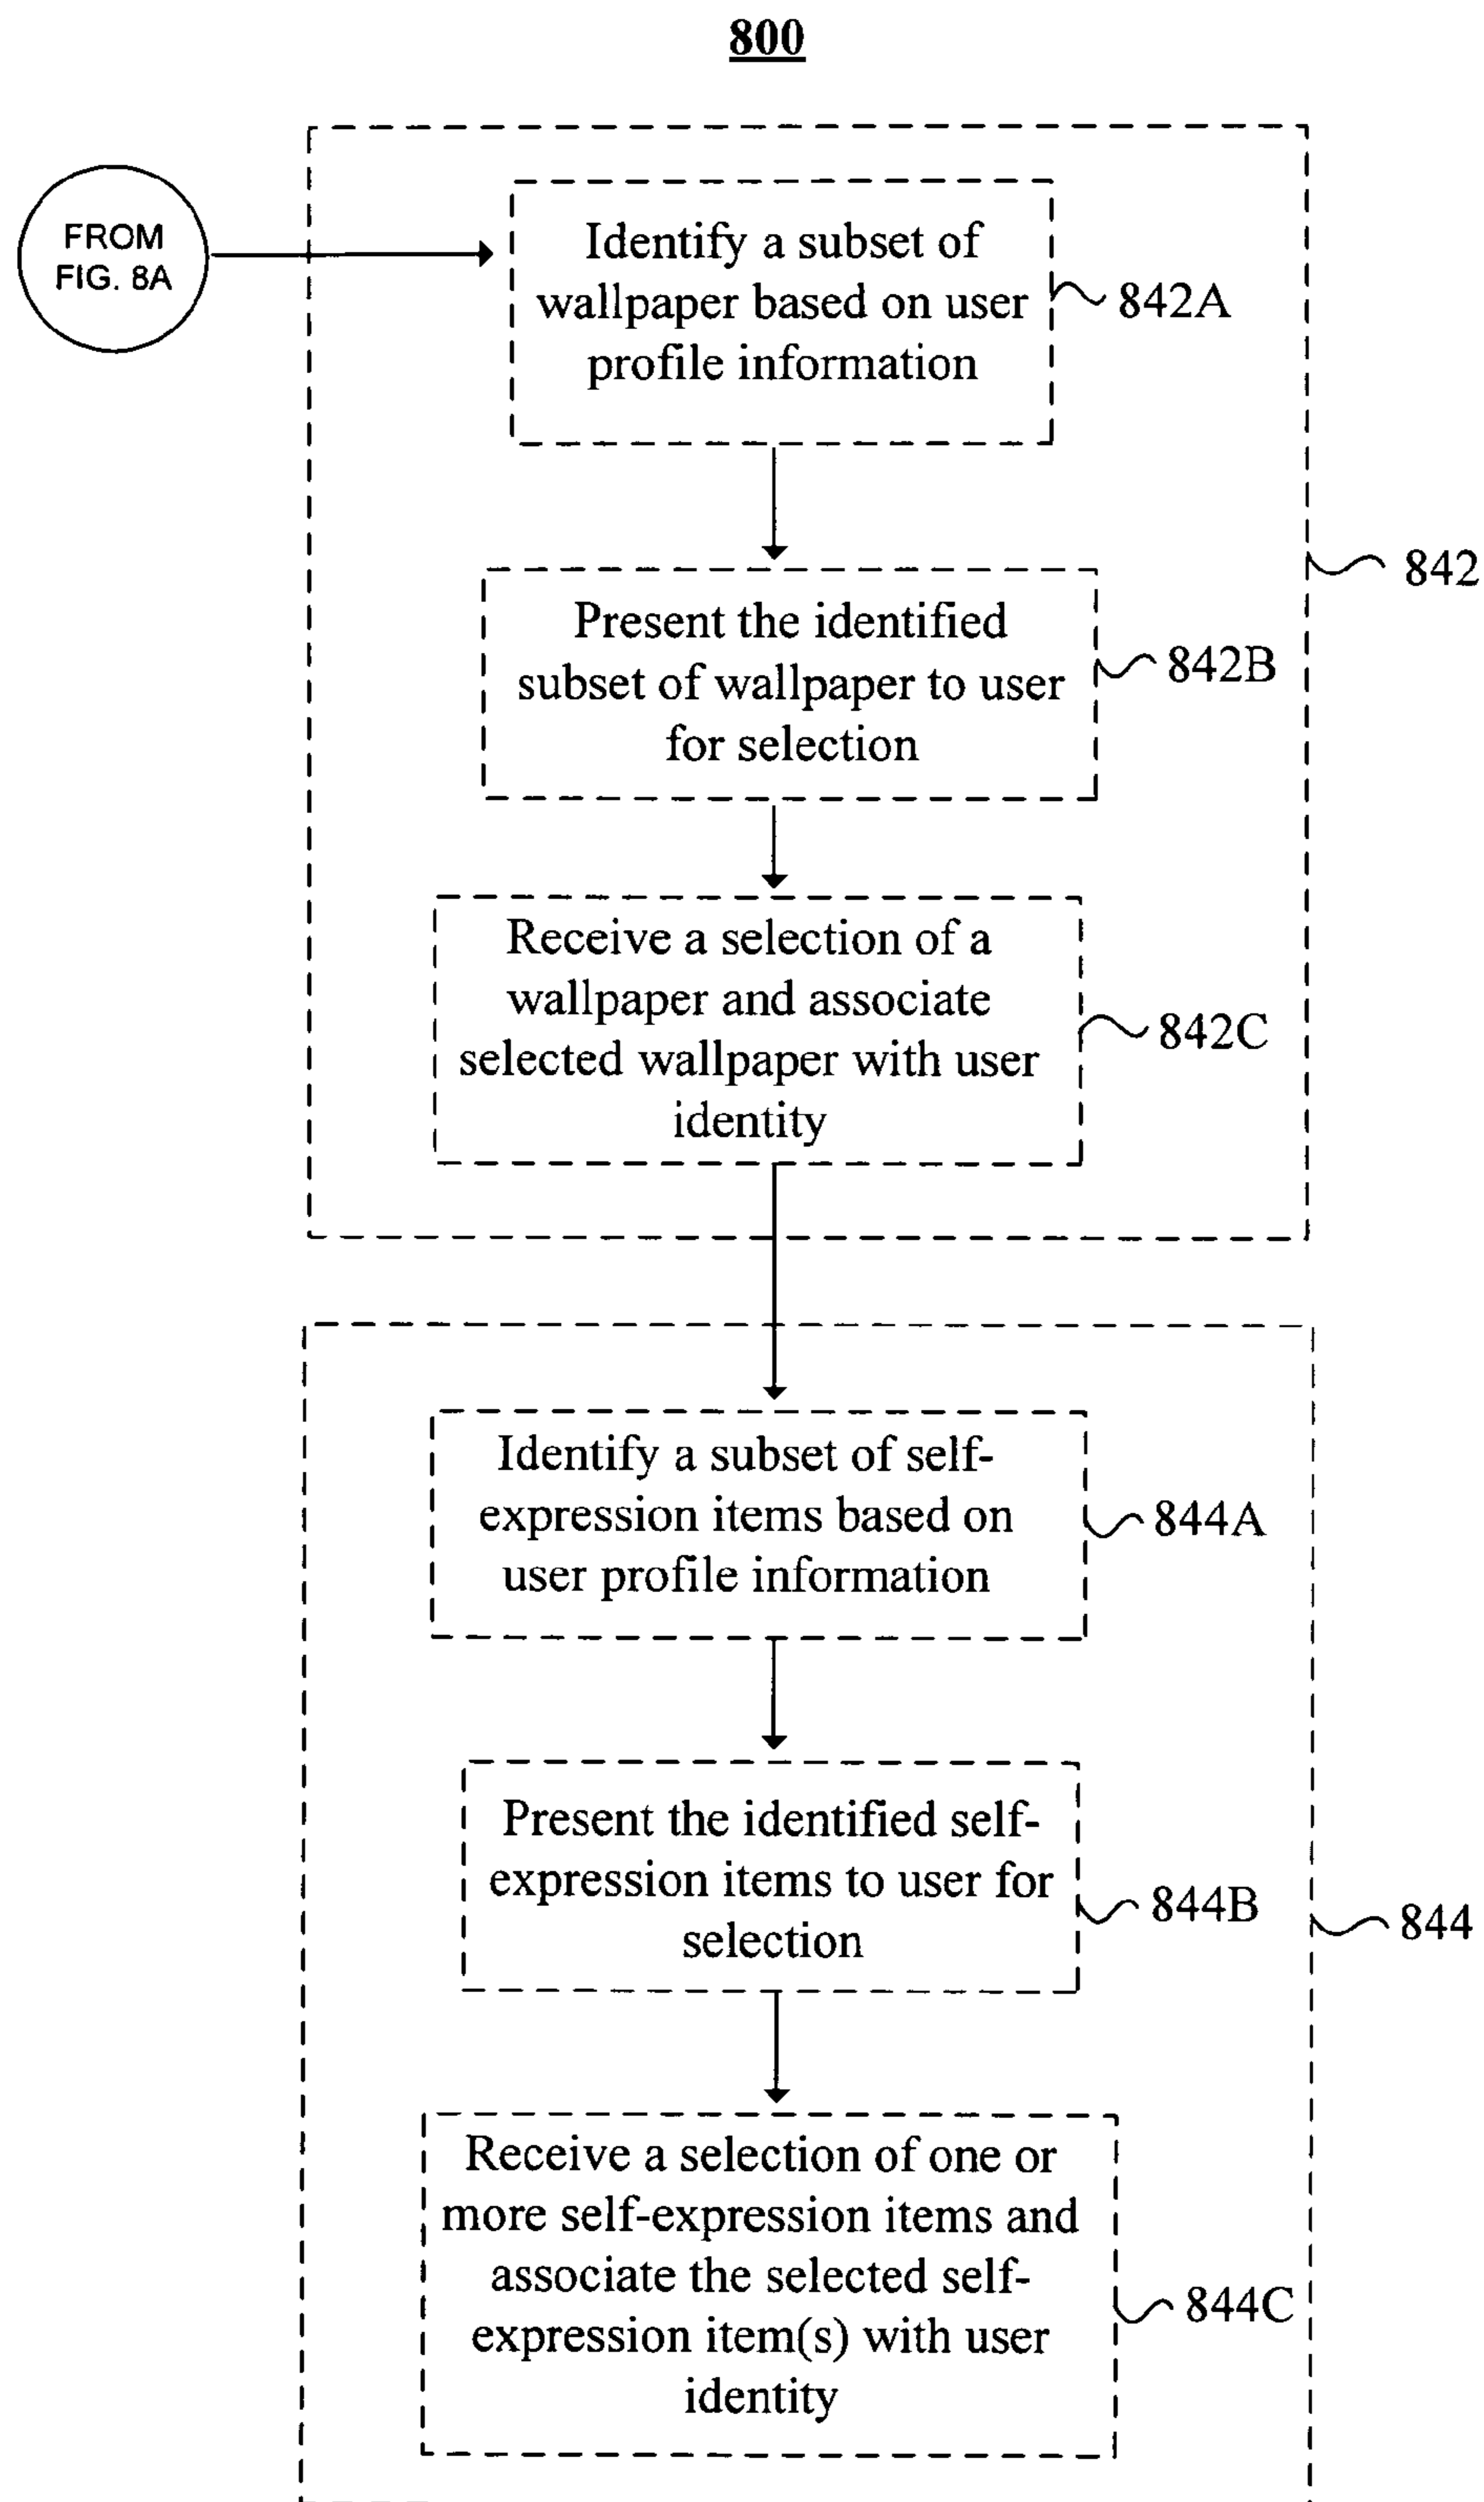 800
FROM
FIG. 8A
Identify a subset of
wallpaper based on user
profile information
842A
842
Present the identified
subset of wallpaper to user
for selection
842B
Receive a selection of a
wallpaper and associate
selected wallpaper with user
identity
842C
Identify a subset of self-
expression items based on
user profile information
844A
Present the identified self-
expression items to user for
selection
844B
844
Receive a selection of one or
more self-expression items and
associate the selected self-
expression item(s) with user
identity
844C